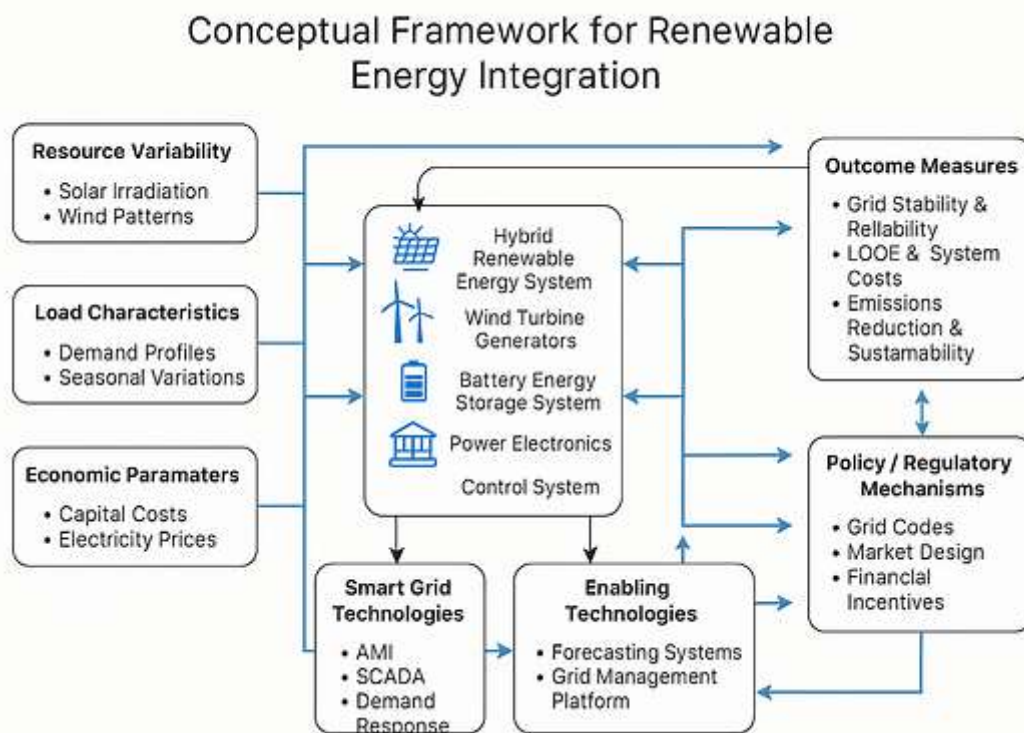 Conceptual Framework for Renewable
Energy Integration
Resource Variability
• Solar Irradiation
• Wind Patterns
Load Characteristics
• Demand Profiles
• Seasonal Variations
Economic Paramaters
• Capital Costs
• Electricity Prices
Hybrid
Renewable
Energy System
Wind Turbine
Generators
Battery Energy
Storage System
Power Electronics
Control System
Smart Grid
Technologies
• AMI
• SCADA
• Demand
Response
Enabling
Technologies
• Forecasting Systems
• Grid Management
Platform
Outcome Measures
• Grid Stability &
Rellability
• LOOE & System
Costs
• Emissions
Reduction &
Sustamability
Policy / Regulatory
Mechanisms
• Grid Codes
• Market Design
• Financlal
Incentives